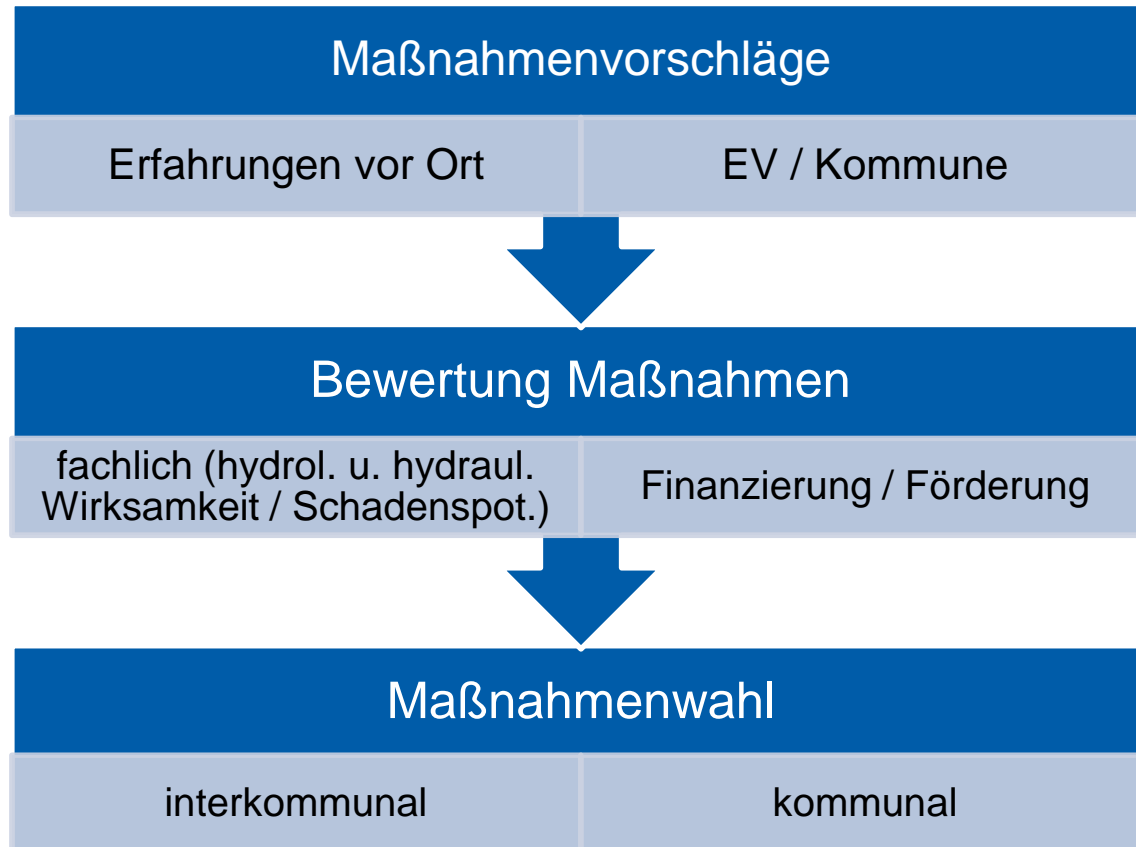 Maßnahmenvorschläge
Erfahrungen vor Ort
EV / Kommune
Bewertung Maßnahmen
fachlich (hydrol. u. hydraul.
Wirksamkeit / Schadenspot.)
Finanzierung / Förderung
Maßnahmenwahl
interkommunal
kommunal